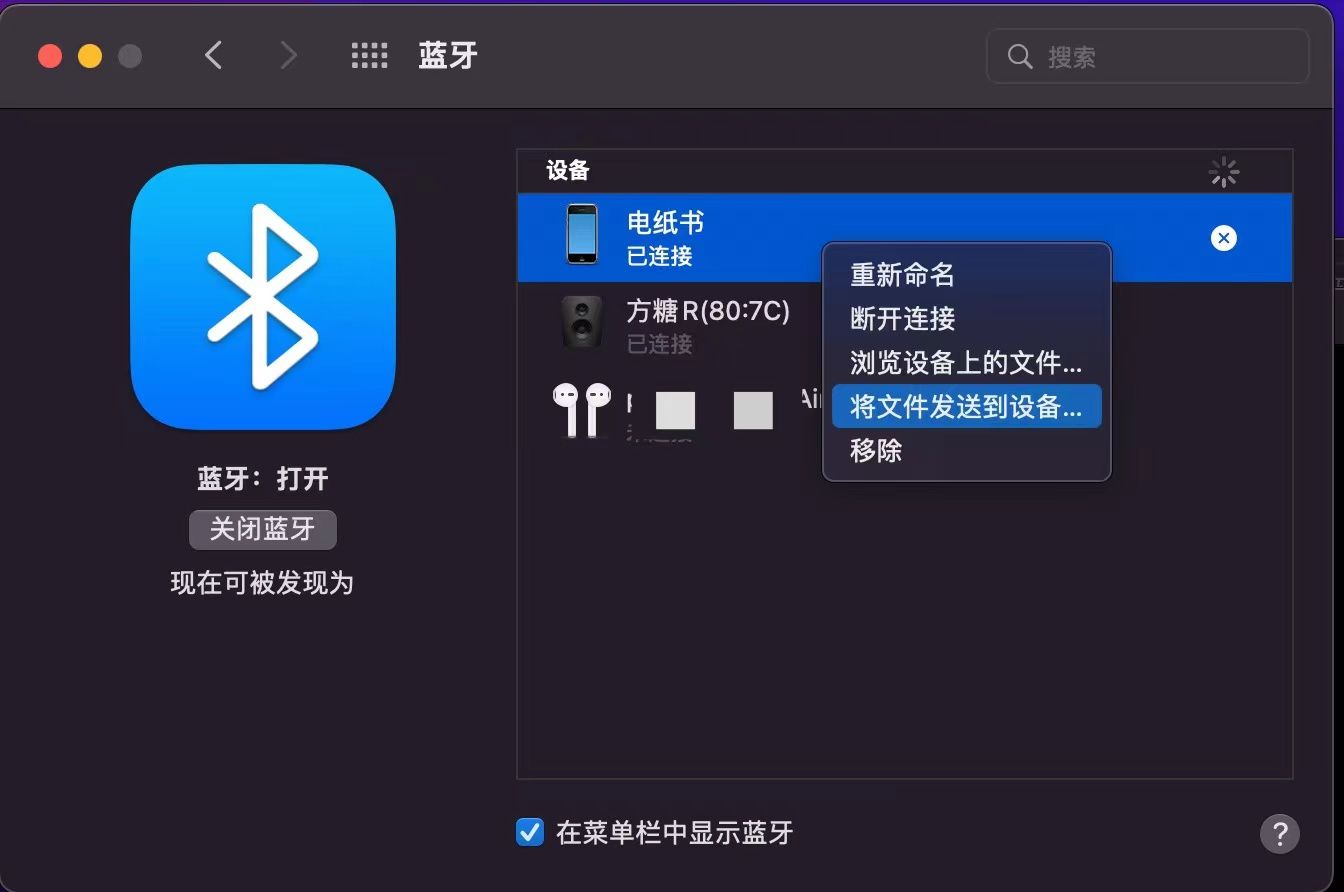 蓝牙
搜索
设备
电纸书
已连接
方糖R(80:7C)
已连接
重新命名
断开连接
浏览设备上的文件...
将文件发送到设备...
移除
蓝牙：打开
关闭蓝牙
现在可被发现为
在菜单栏中显示蓝牙
?